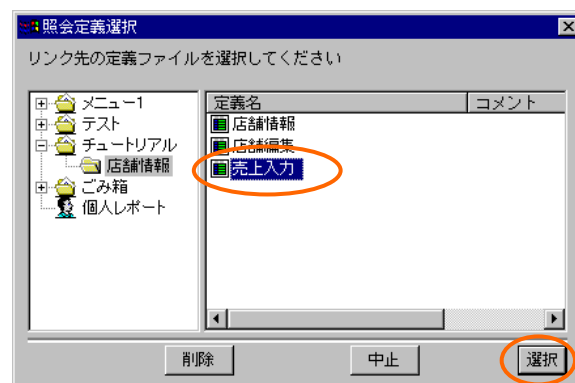 照会定義選択
リンク先の定義ファイルを選択してください
メニュー1
テスト
チュートリアル
店舗情報
ごみ箱
個人レポート
定義名 コメント
店舗情報
店舗編集
売上入力
削除 中止 選択